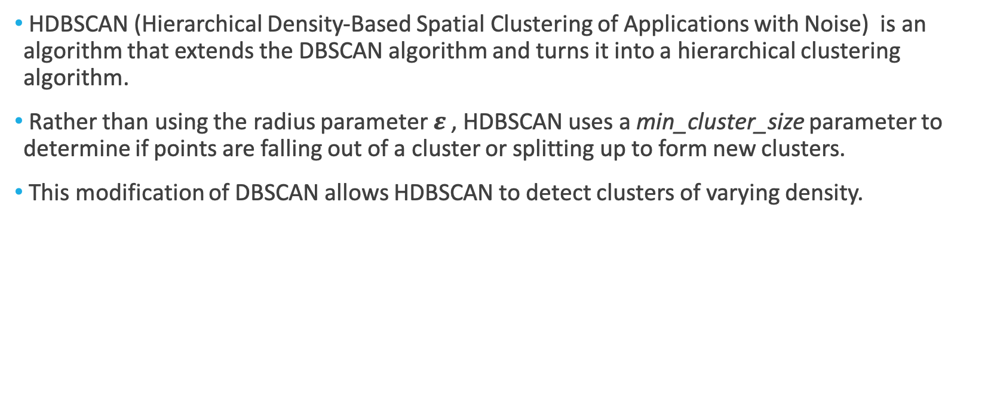 • HDBSCAN (Hierarchical Density-Based Spatial Clustering of Applications with Noise)  is an
algorithm that extends the DBSCAN algorithm and turns it into a hierarchical clustering
algorithm.
• Rather than using the radius parameter ε , HDBSCAN uses a min_cluster_size parameter to
determine if points are falling out of a cluster or splitting up to form new clusters.
• This modification of DBSCAN allows HDBSCAN to detect clusters of varying density.